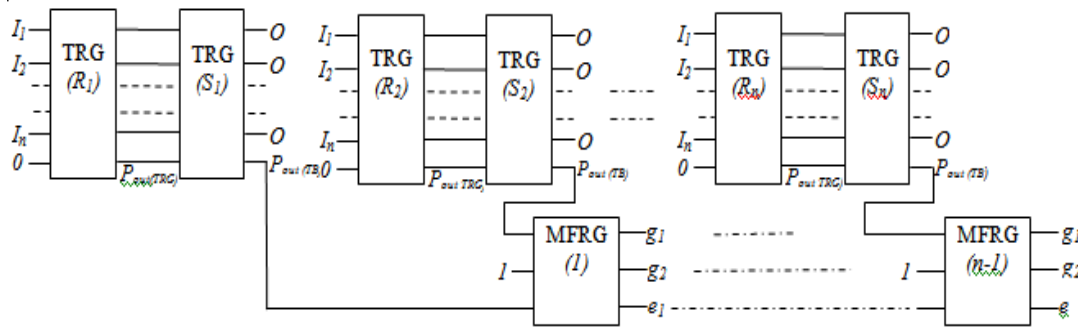 I1 TRG TRG O
I2 (R1) (S1) O
In O
0 Pout(TRG) Pout (TB)
I1 TRG TRG O
I2 (R2) (S2) O
In O
0 Pout TRG) Pout (TB)
I1 TRG TRG O
I2 (Rn) (Sn) O
In O
0 Pout TRG) Pout (TB)
MFRG g1
1 (1) g2
e1
MFRG g1
1 (n-1) g2
e